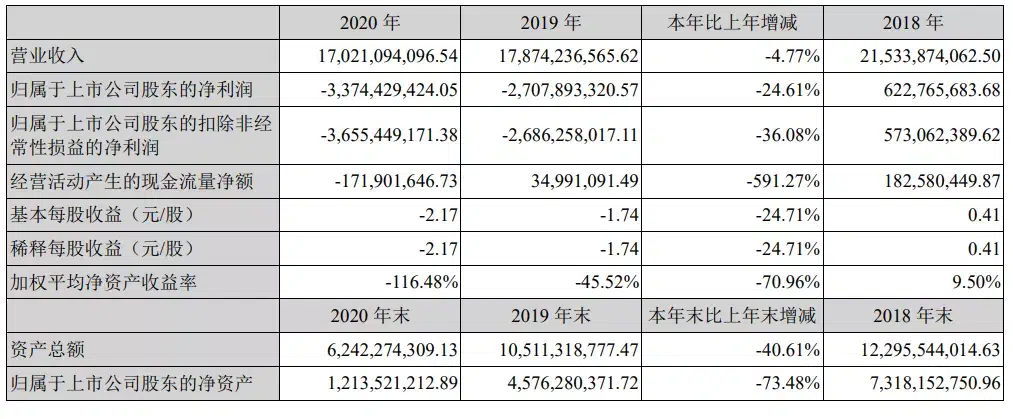 2020 年 2019 年 本年比上年增减 2018 年
营业收入 17,021,094,096.54 17,874,236,565.62 -4.77% 21,533,874,062.50
归属于上市公司股东的净利润 -3,374,429,424.05 -2,707,893,320.57 -24.61% 622,765,683.68
归属于上市公司股东的扣除非经
常性损益的净利润 -3,655,449,171.38 -2,686,258,017.11 -36.08% 573,062,389.62
经营活动产生的现金流量净额 -171,901,646.73 34,991,091.49 -591.27% 182,580,449.87
基本每股收益（元/股） -2.17 -1.74 -24.71% 0.41
稀释每股收益（元/股） -2.17 -1.74 -24.71% 0.41
加权平均净资产收益率 -116.48% -45.52% -70.96% 9.50%
2020 年末 2019 年末 本年末比上年末增减 2018 年末
资产总额 6,242,274,309.13 10,511,318,777.47 -40.61% 12,295,544,014.63
归属于上市公司股东的净资产 1,213,521,212.89 4,576,280,371.72 -73.48% 7,318,152,750.96